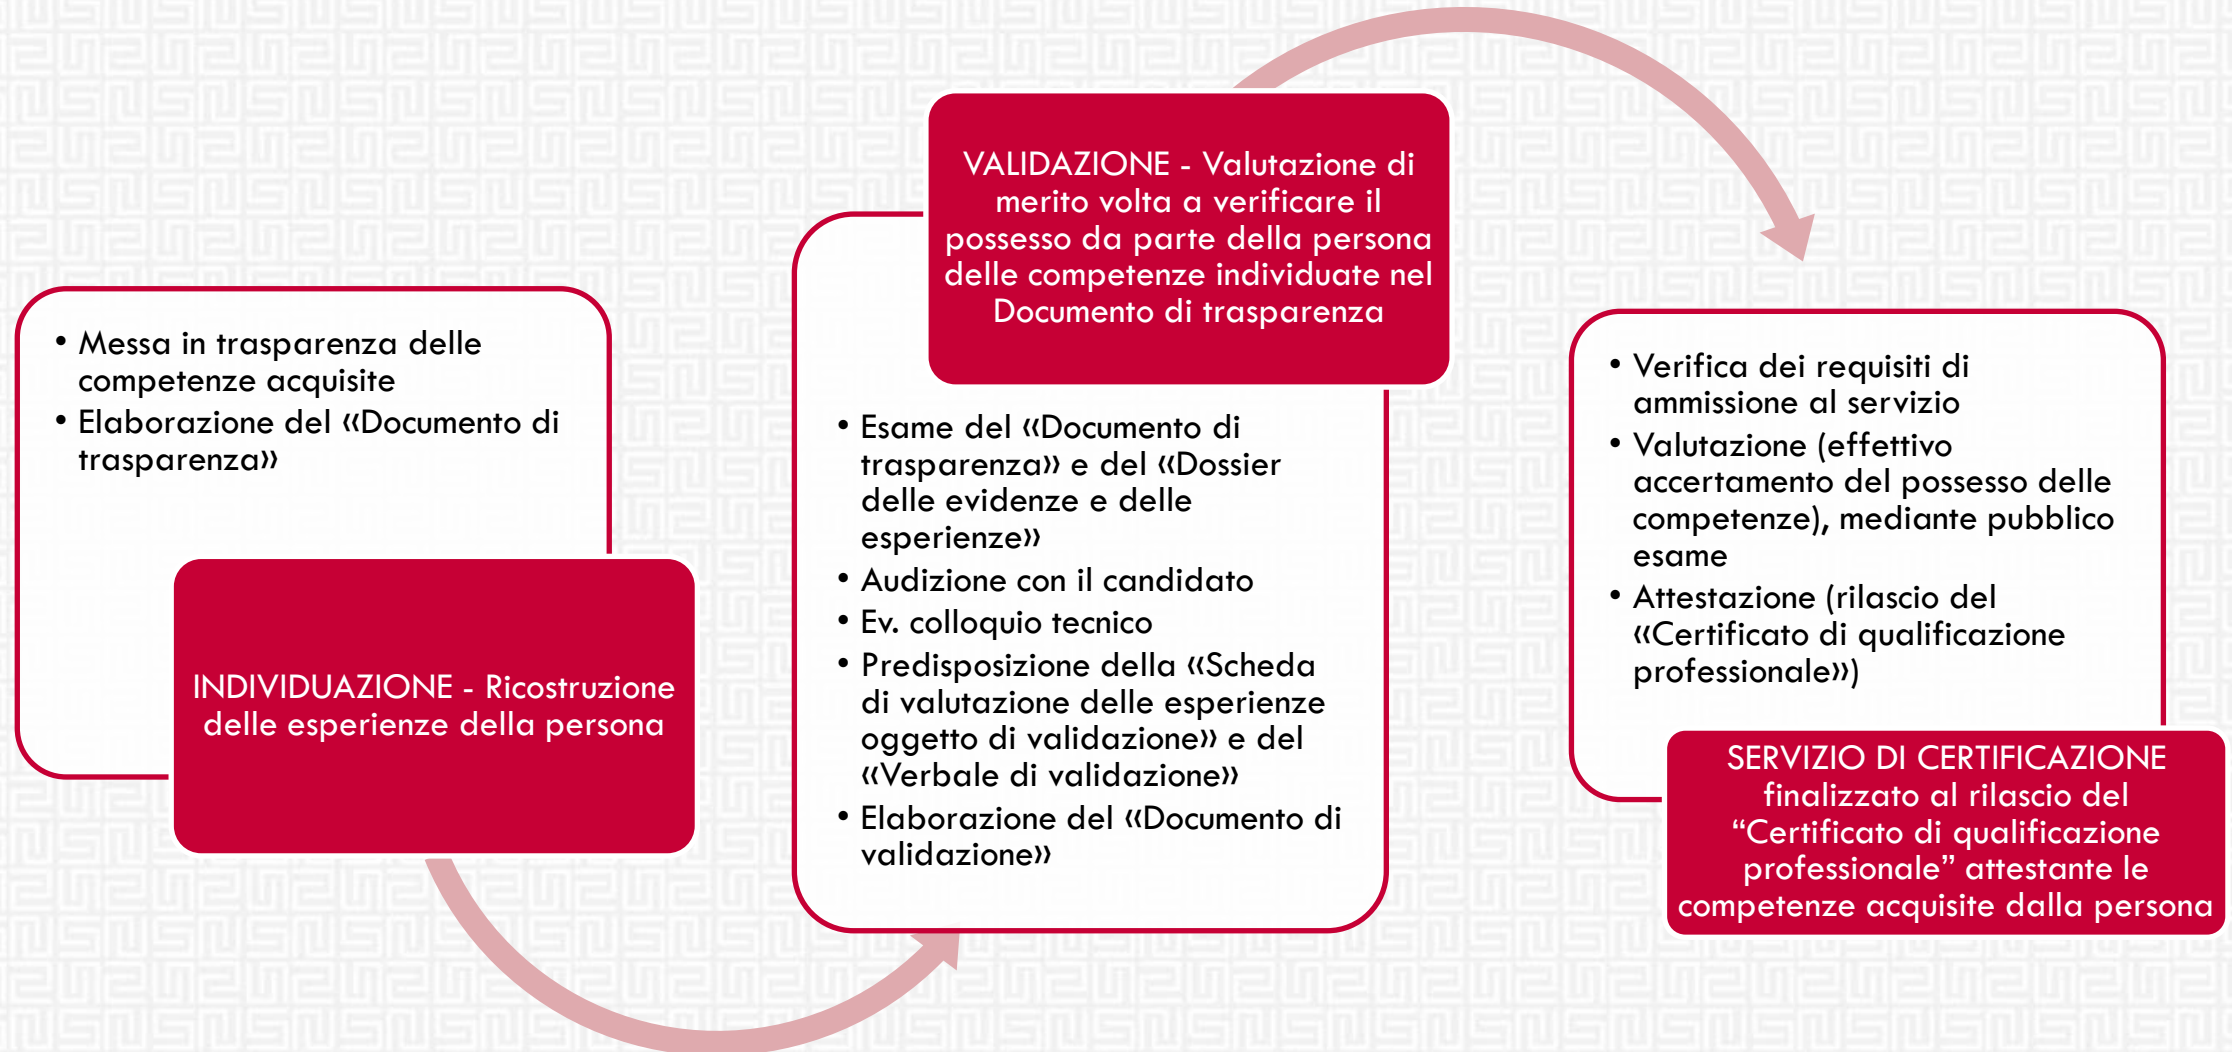 • Messa in trasparenza delle
competenze acquisite
• Elaborazione del «Documento di
trasparenza»
INDIVIDUAZIONE - Ricostruzione
delle esperienze della persona
VALIDAZIONE - Valutazione di
merito volta a verificare il
possesso da parte della persona
delle competenze individuate nel
Documento di trasparenza
• Esame del «Documento di
trasparenza» e del «Dossier
delle evidenze e delle
esperienze»
• Audizione con il candidato
• Ev. colloquio tecnico
• Predisposizione della «Scheda
di valutazione delle esperienze
oggetto di validazione» e del
«Verbale di validazione»
• Elaborazione del «Documento di
validazione»
• Verifica dei requisiti di
ammissione al servizio
• Valutazione (effettivo
accertamento del possesso delle
competenze), mediante pubblico
esame
• Attestazione (rilascio del
«Certificato di qualificazione
professionale»)
SERVIZIO DI CERTIFICAZIONE
finalizzato al rilascio del
“Certificato di qualificazione
professionale” attestante le
competenze acquisite dalla persona